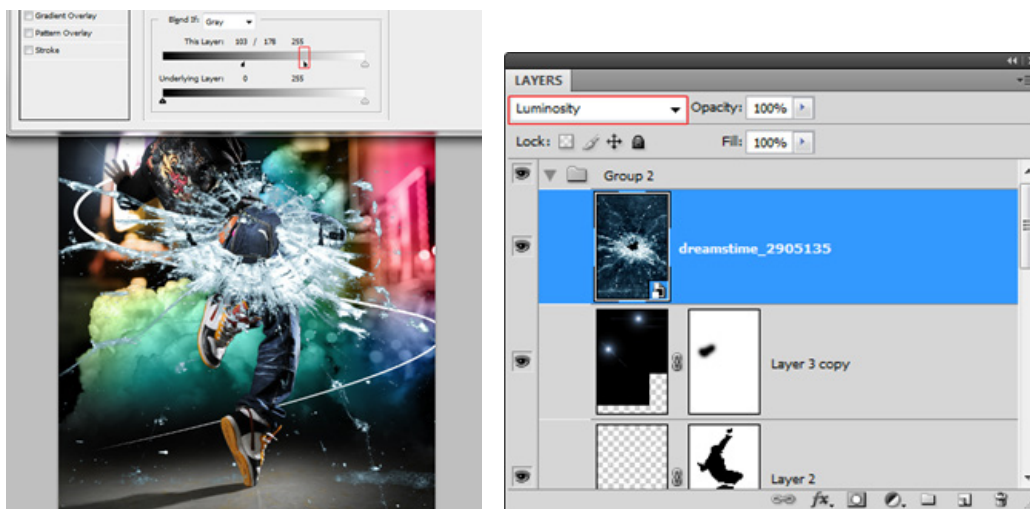 Gradient Overlay
Pattern Overlay
Stroke
Blend If: Gray
This Layer: 103 / 178 255
Underlying Layer: 0 255
LAYERS
Luminosity Opacity: 100%
Lock: Fill: 100%
Group 2
dreamstime_2905135
Layer 3 copy
Layer 2
fx.